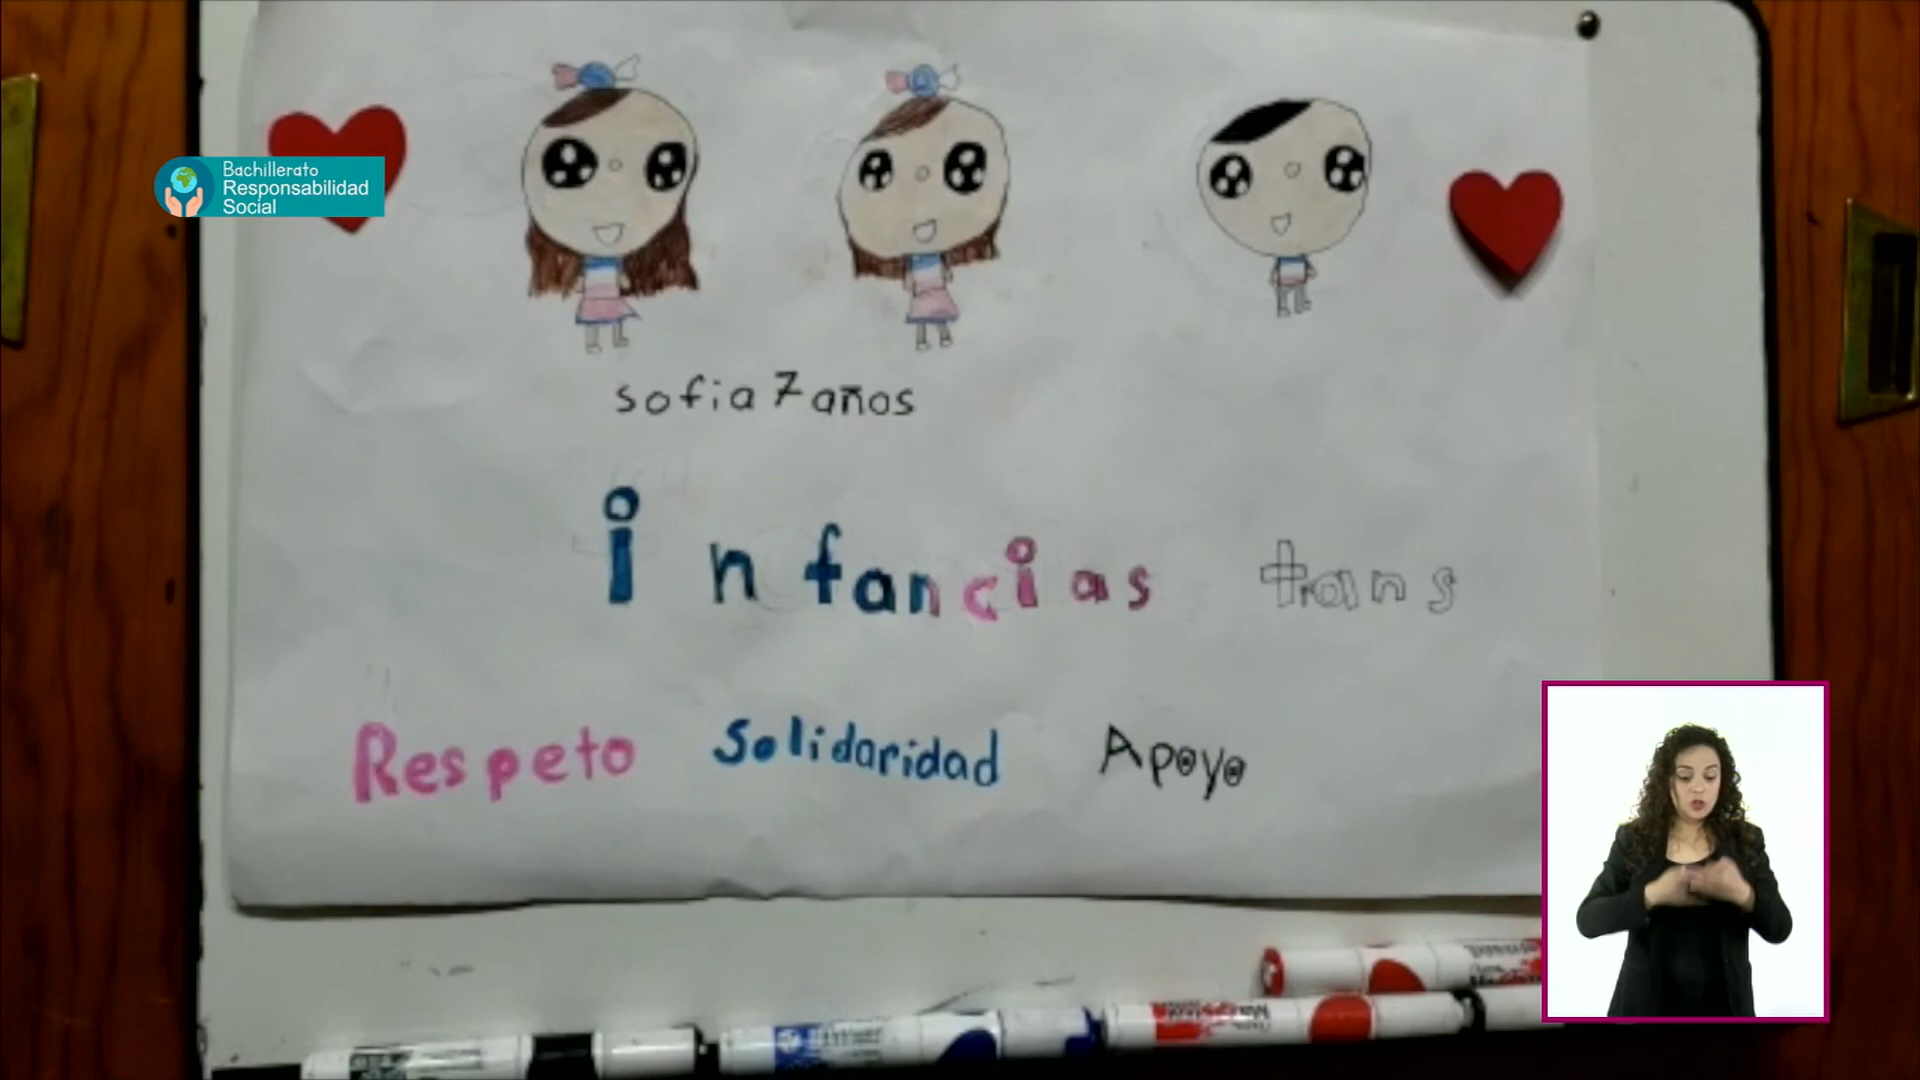 Bachillerato
Responsabilidad
Social
sofia 7 años
infancias trans
Respeto Solidaridad Apoyo